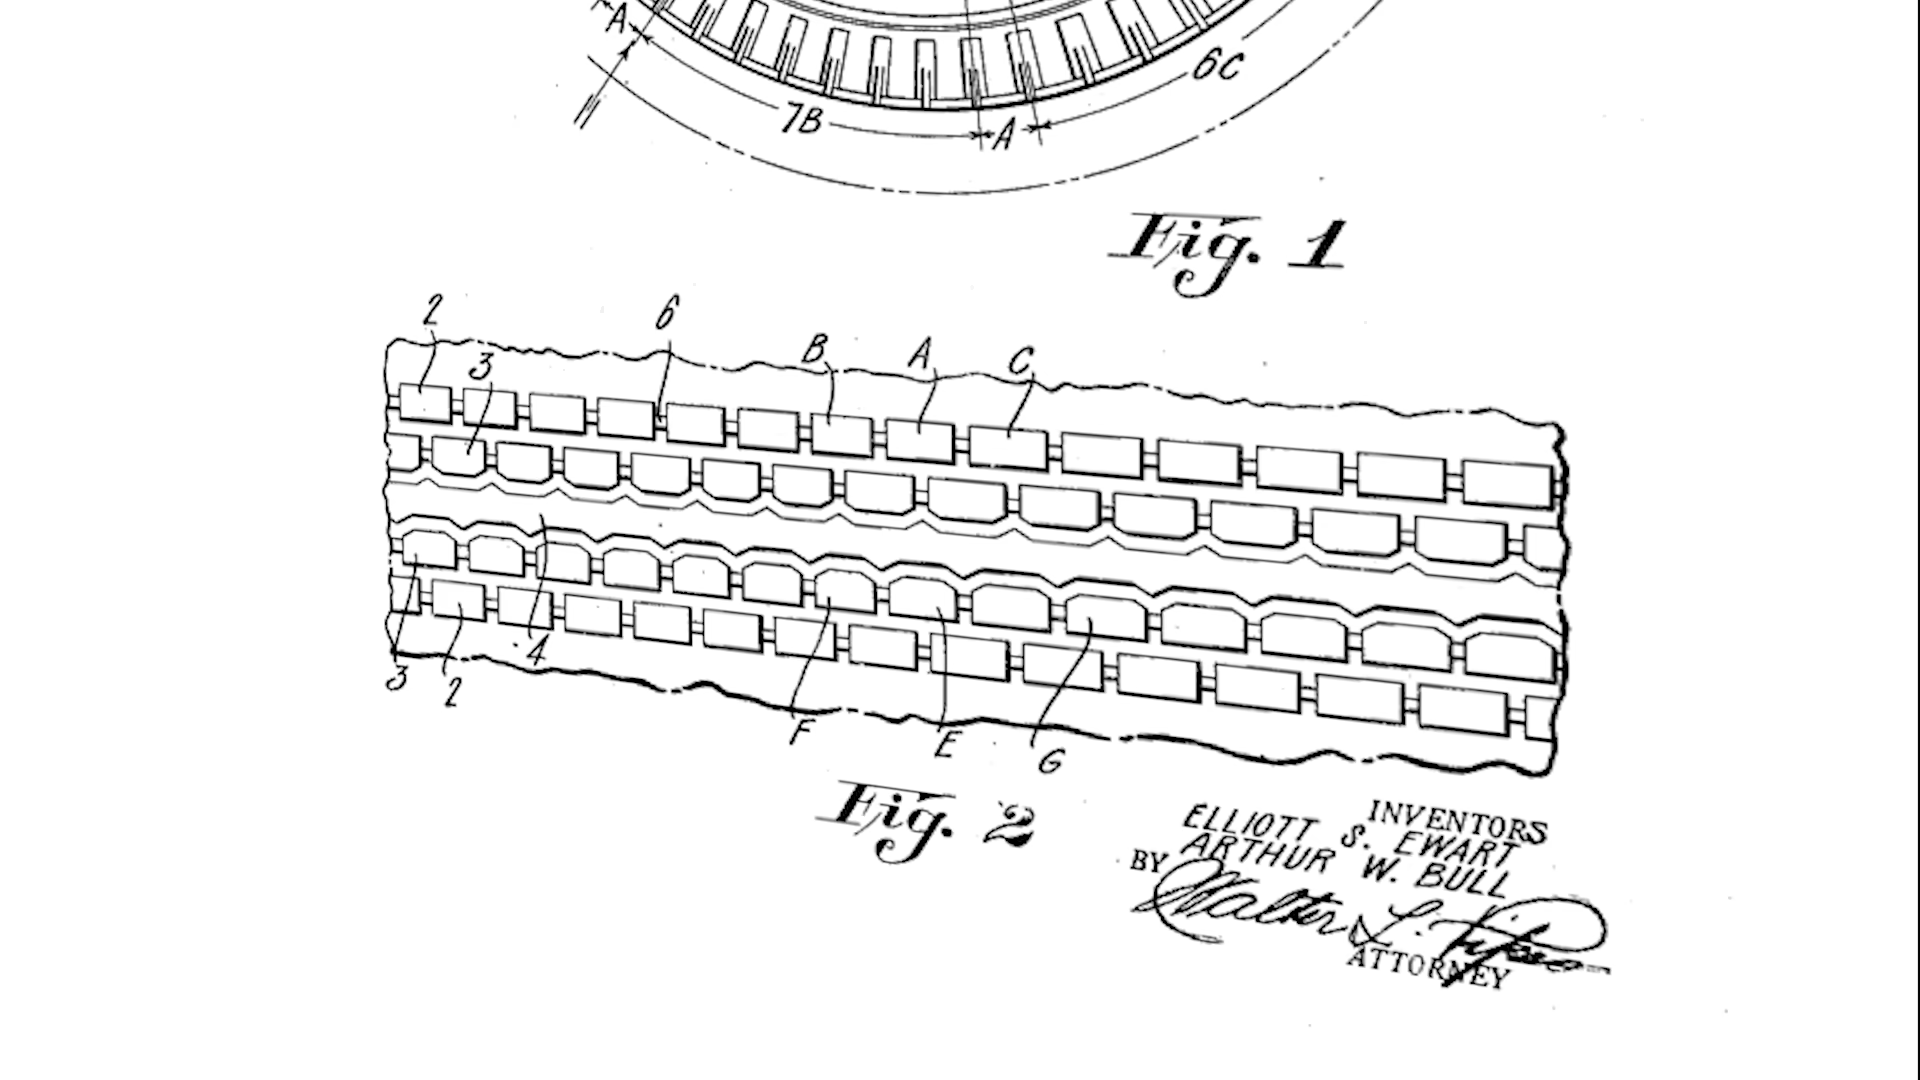 A
6C
7B
A
Fig. 1
2
6
3
B
A
C
3
2
4
F
E
G
Fig. 2
INVENTORS
ELLIOTT S. EWART
ARTHUR W. BULL
BY
Walter L.
ATTORNEY